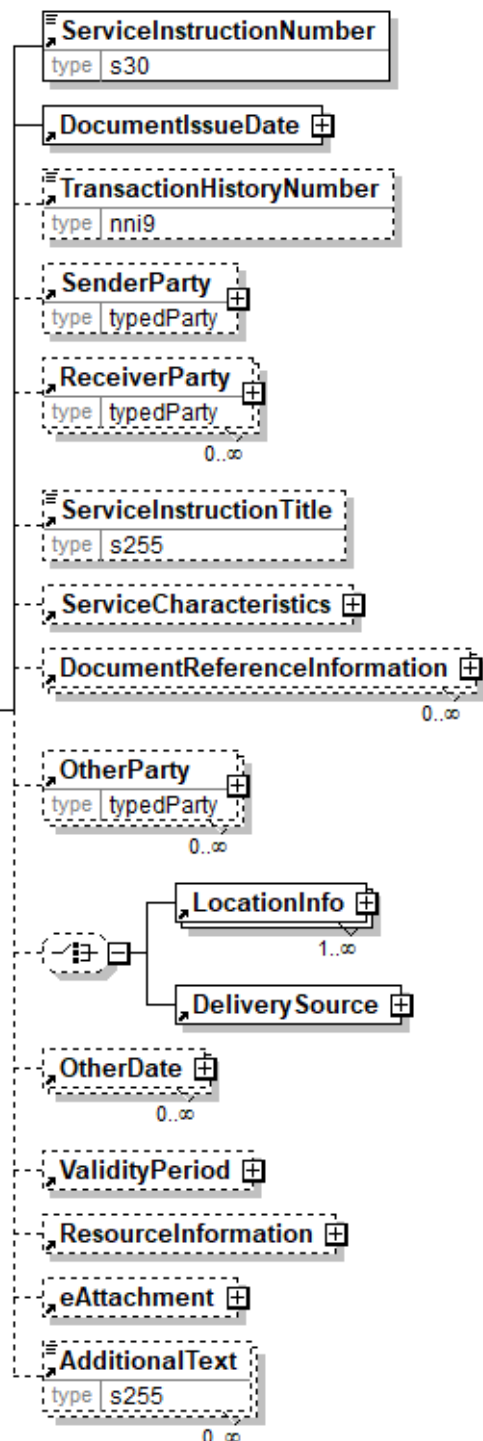 ServiceInstructionNumber
type s30
DocumentIssueDate
TransactionHistoryNumber
type nni9
SenderParty
type typedParty
ReceiverParty
type typedParty
0..∞
ServiceInstructionTitle
type s255
ServiceCharacteristics
DocumentReferenceInformation
0..∞
OtherParty
type typedParty
0..∞
LocationInfo
1..∞
DeliverySource
OtherDate
0..∞
ValidityPeriod
ResourceInformation
eAttachment
AdditionalText
type s255
0..∞